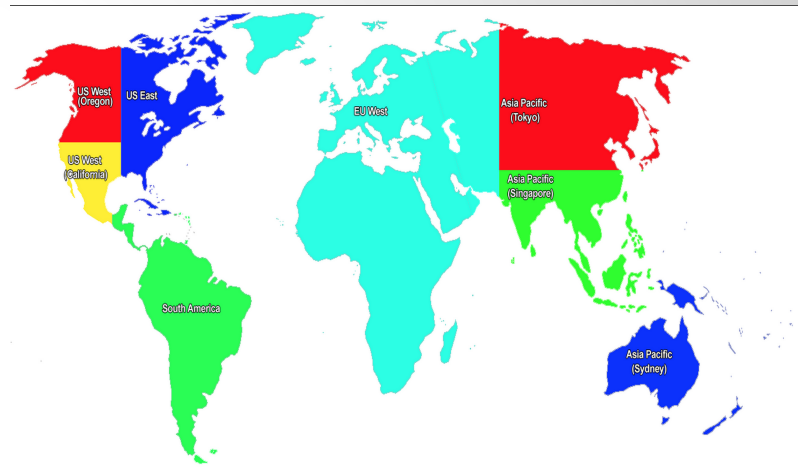 US West
(Oregon)
US East
EU West
Asia Pacific
(Tokyo)
US West
(California)
Asia Pacific
(Singapore)
South America
Asia Pacific
(Sydney)